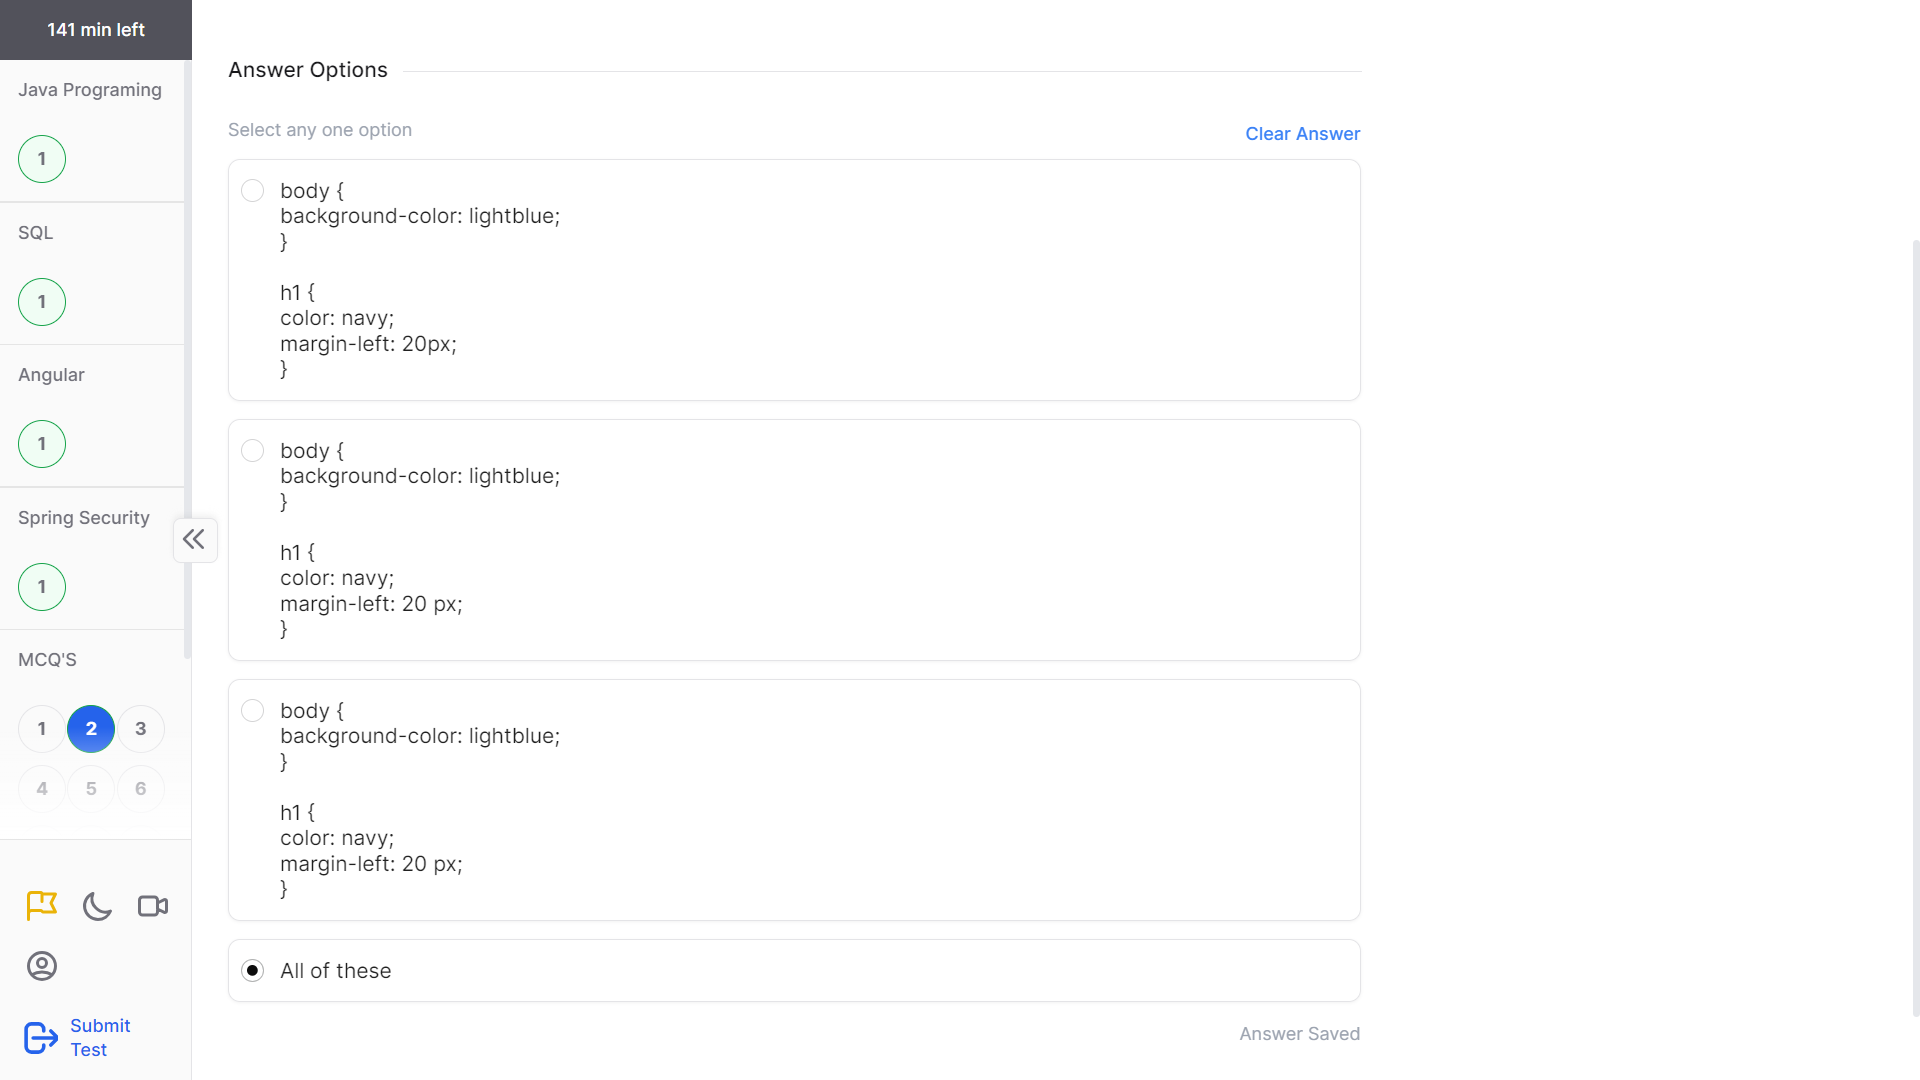 141 min left
Java Programing
1
SQL
1
Angular
1
Spring Security
1
MCQ'S
1 2 3
4 5 6
Submit
Test
Answer Options
Select any one option
Clear Answer
body {
background-color: lightblue;
}
h1 {
color: navy;
margin-left: 20px;
}
body {
background-color: lightblue;
}
h1 {
color: navy;
margin-left: 20 px;
}
body {
background-color: lightblue;
}
h1 {
color: navy;
margin-left: 20 px;
}
All of these
Answer Saved